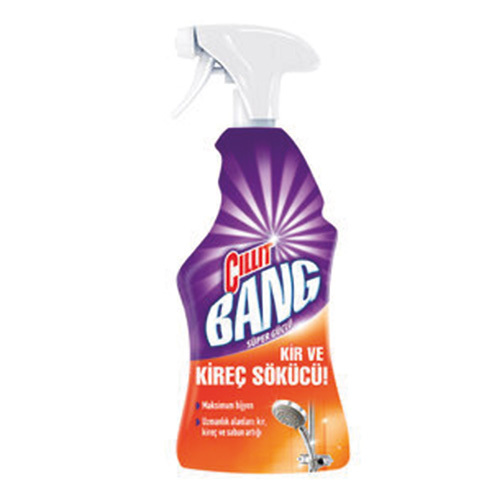 CILLIT
BANG
SÜPER GÜÇLÜ
KİR VE
KİREÇ SÖKÜCÜ!
Maksimum hijyen
Uzmanlık alanları: kir,
kireç ve sabun artığı